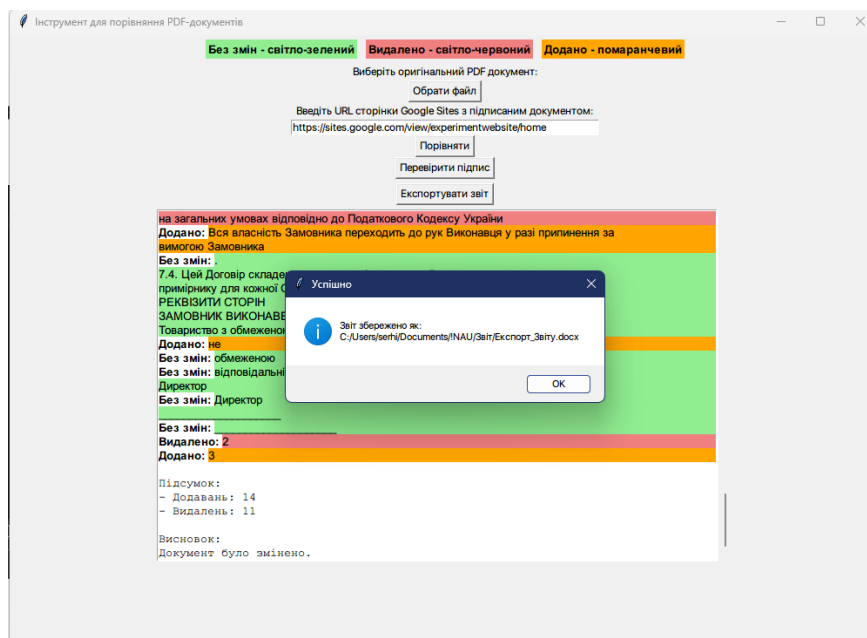 Інструмент для порівняння PDF-документів
Без змін - світло-зелений Видалено - світло-червоний Додано - помаранчевий
Виберіть оригінальний PDF документ:
Обрати файл
Введіть URL сторінки Google Sites з підписаним документом:
https://sites.google.com/view/experimentwebsite/home
Порівняти
Перевірити підпис
Експортувати звіт
на загальних умовах відповідно до Податкового Кодексу України
Додано: Вся власність Замовника переходить до рук Виконавця у разі припинення за
вимогою Замовника
Без змін: .
7.4. Цей Договір складе
примірнику для кожної
РЕКВІЗИТИ СТОРІН
ЗАМОВНИК ВИКОНАВЕ
Товариство з обмежено
Додано: не
Без змін: обмеженою
Без змін: відповідальні
Директор
Без змін: Директор
____________________
Без змін: ____________________
Видалено: 2
Додано: 3
Підсумок:
- Додавань: 14
- Видалень: 11
Висновок:
Документ було змінено.
Успішно
Звіт збережено як:
C:/Users/serhi/Documents/!NAU/Звіт/Експорт_Звіту.docx
OK